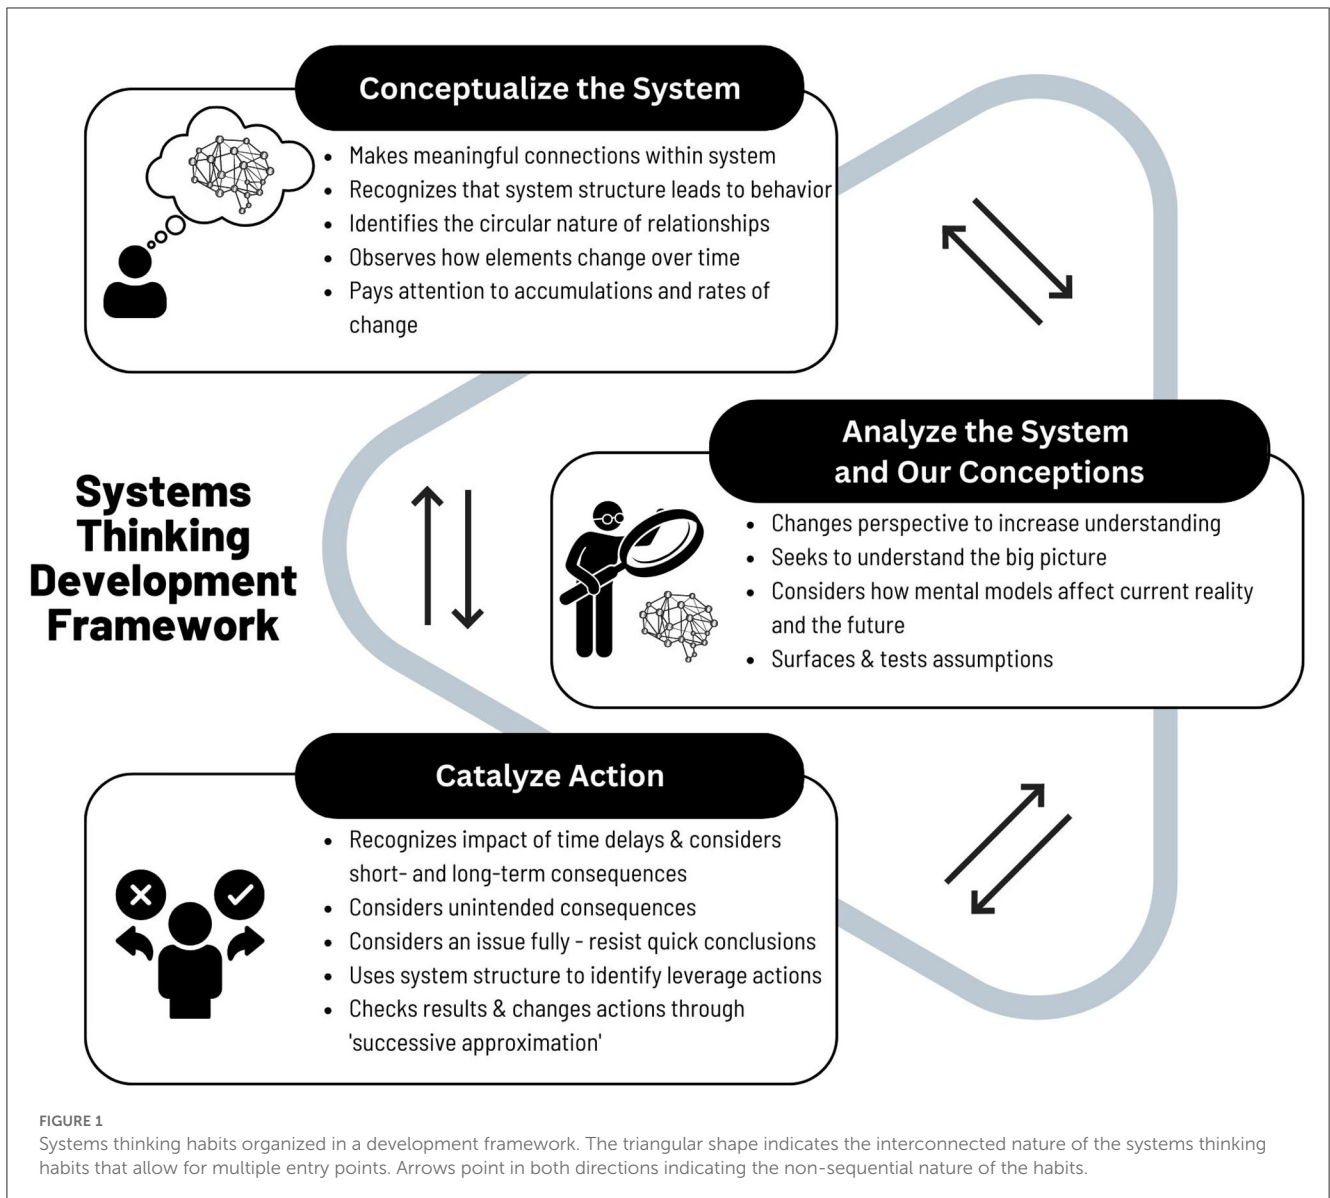 Conceptualize the System
• Makes meaningful connections within system
• Recognizes that system structure leads to behavior
• Identifies the circular nature of relationships
• Observes how elements change over time
• Pays attention to accumulations and rates of
change
Analyze the System
and Our Conceptions
• Changes perspective to increase understanding
• Seeks to understand the big picture
• Considers how mental models affect current reality
and the future
• Surfaces & tests assumptions
Systems
Thinking
Development
Framework
Catalyze Action
• Recognizes impact of time delays & considers
short- and long-term consequences
• Considers unintended consequences
• Considers an issue fully - resist quick conclusions
• Uses system structure to identify leverage actions
• Checks results & changes actions through
'successive approximation'
FIGURE 1
Systems thinking habits organized in a development framework. The triangular shape indicates the interconnected nature of the systems thinking
habits that allow for multiple entry points. Arrows point in both directions indicating the non-sequential nature of the habits.